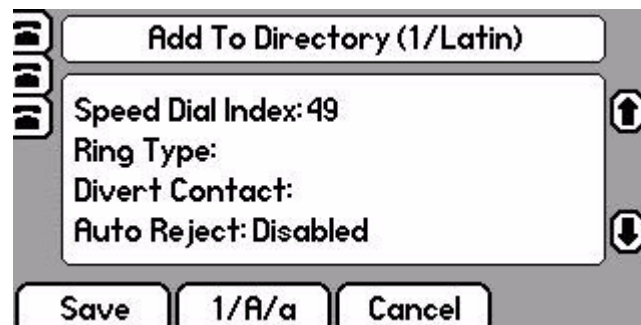 Add To Directory (1/Latin)
Speed Dial Index: 49
Ring Type:
Divert Contact:
Auto Reject: Disabled
Save 1/A/a Cancel